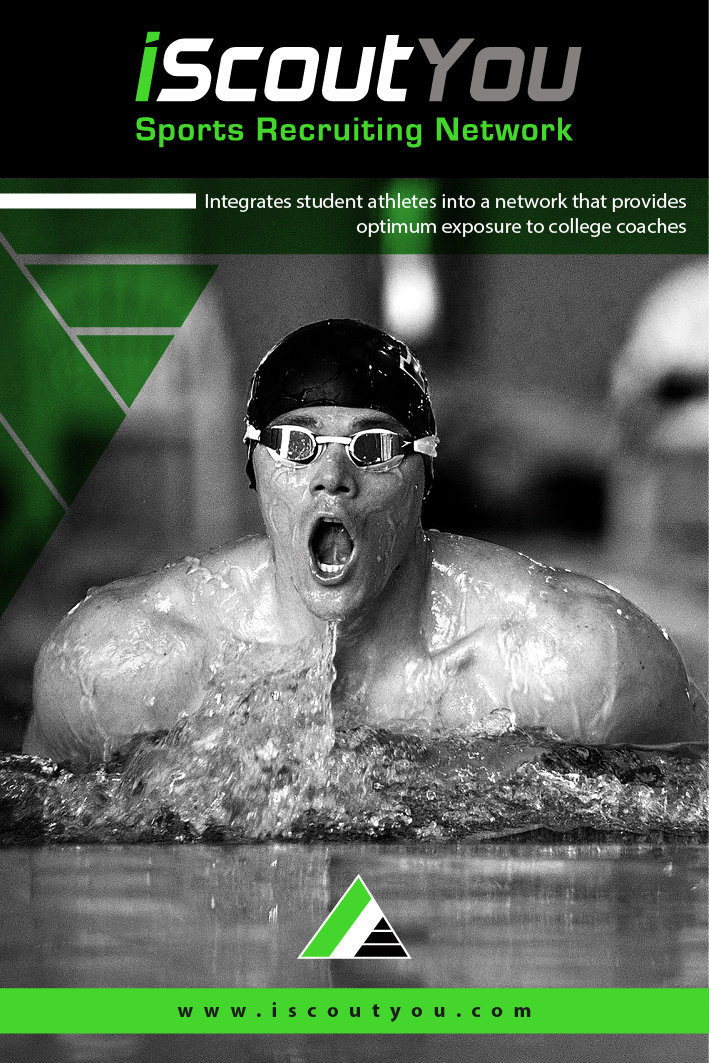 iScoutYou
Sports Recruiting Network
Integrates student athletes into a network that provides
optimum exposure to college coaches
www.iscoutyou.com